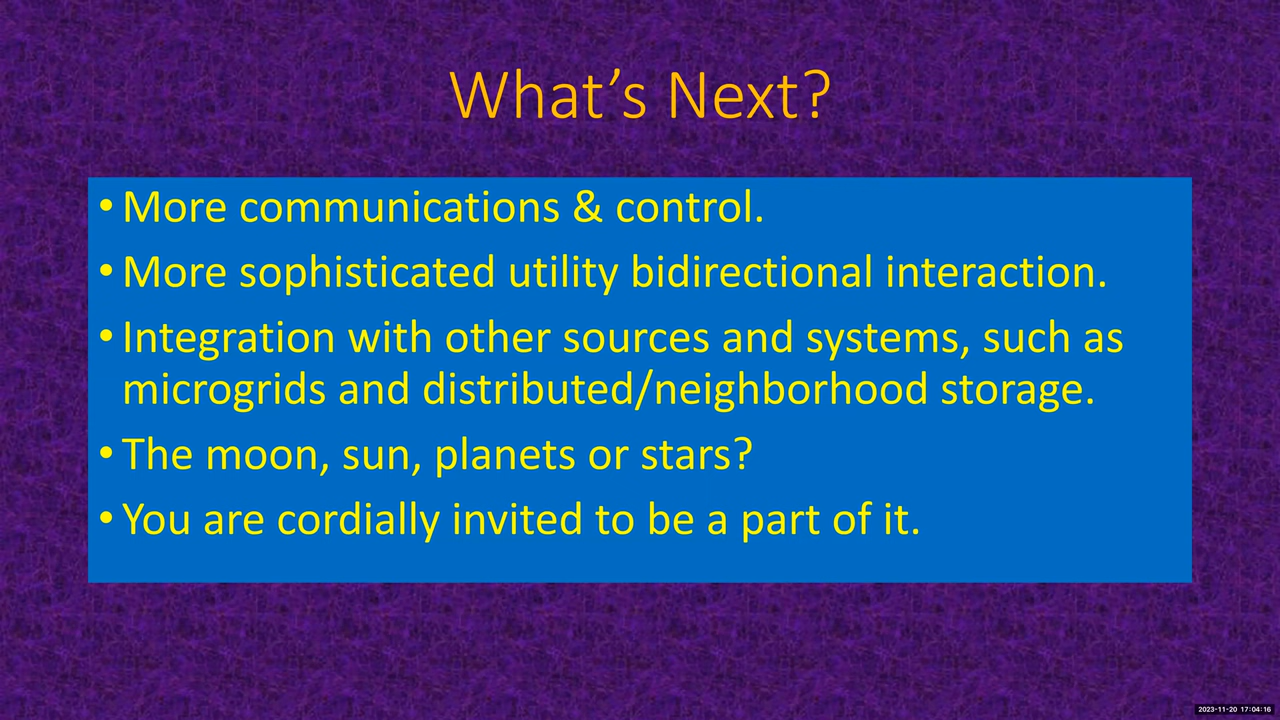 What’s Next?
• More communications & control.
• More sophisticated utility bidirectional interaction.
• Integration with other sources and systems, such as
microgrids and distributed/neighborhood storage.
• The moon, sun, planets or stars?
• You are cordially invited to be a part of it.
2023-11-20 17:04:16